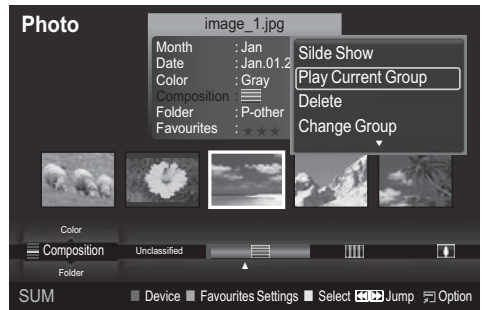 Photo
image_1.jpg
Month : Jan
Date : Jan.01.2
Color : Gray
Composition :
Folder : P-other
Favourites : ★ ★ ★
Silde Show
Play Current Group
Delete
Change Group
Color
Composition
Unclassified
Folder
SUM
Device
Favourites Settings
Select
Jump
Option